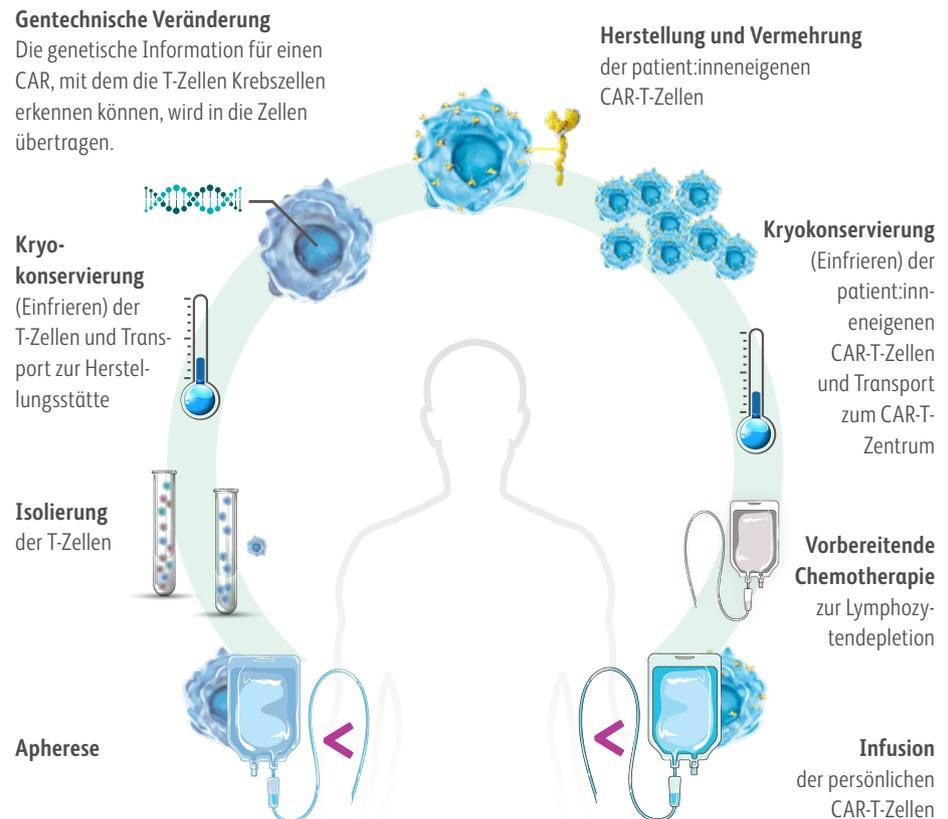 Gentechnische Veränderung
Die genetische Information für einen
CAR, mit dem die T-Zellen Krebszellen
erkennen können, wird in die Zellen
übertragen.
Herstellung und Vermehrung
der patient:inneneigenen
CAR-T-Zellen
Kryo-
konservierung
(Einfrieren) der
T-Zellen und Trans-
port zur Herstel-
lungsstätte
Kryokonservierung
(Einfrieren) der
patient:inn-
eneigenen
CAR-T-Zellen
und Transport
zum CAR-T-
Zentrum
Isolierung
der T-Zellen
Vorbereitende
Chemotherapie
zur Lymphozy-
tendepletion
Apherese
Infusion
der persönlichen
CAR-T-Zellen